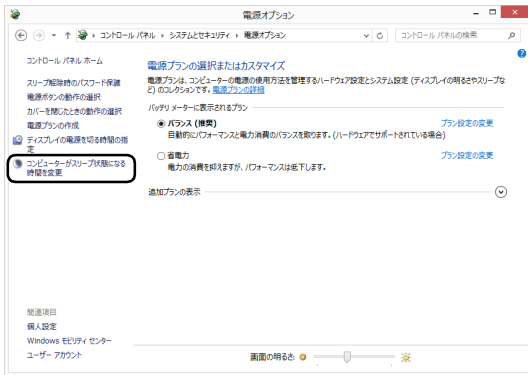 電源オプション
コントロール パネル ▸ システムとセキュリティ ▸ 電源オプション
コントロール パネルの検索
コントロール パネル ホーム
スリープ解除時のパスワード保護
電源ボタンの動作の選択
カバーを閉じたときの動作の選択
電源プランの作成
ディスプレイの電源を切る時間の指
定
コンピューターがスリープ状態になる
時間を変更
電源プランの選択またはカスタマイズ
電源プランは、コンピューターの電源の使用方法を管理するハードウェア設定とシステム設定 (ディスプレイの明るさやスリープな
ど) のコレクションです。電源プランの詳細
バッテリ メーターに表示されるプラン
バランス (推奨) プラン設定の変更
自動的にパフォーマンスと電力消費のバランスを取ります。(ハードウェアでサポートされている場合)
省電力 プラン設定の変更
電力の消費を抑えますが、パフォーマンスは低下します。
追加プランの表示
関連項目
個人設定
Windows モビリティ センター
ユーザー アカウント
画面の明るさ